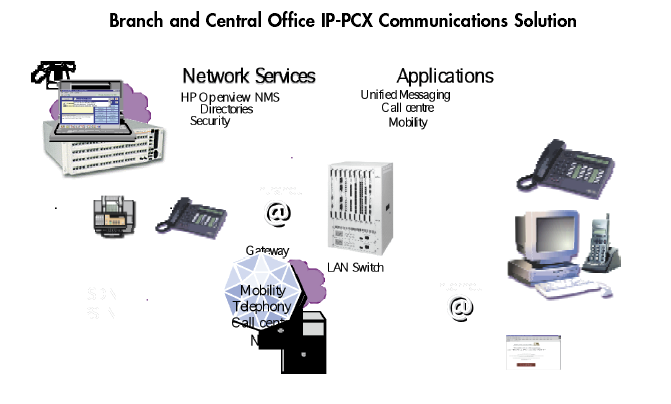 Branch and Central Office IP-PCX Communications Solution
Network Services
HP Openview NMS
Directories
Security
Applications
Unified Messaging
Call centre
Mobility
@
Gateway
LAN Switch
Mobility
Telephony
Call cent
N
@